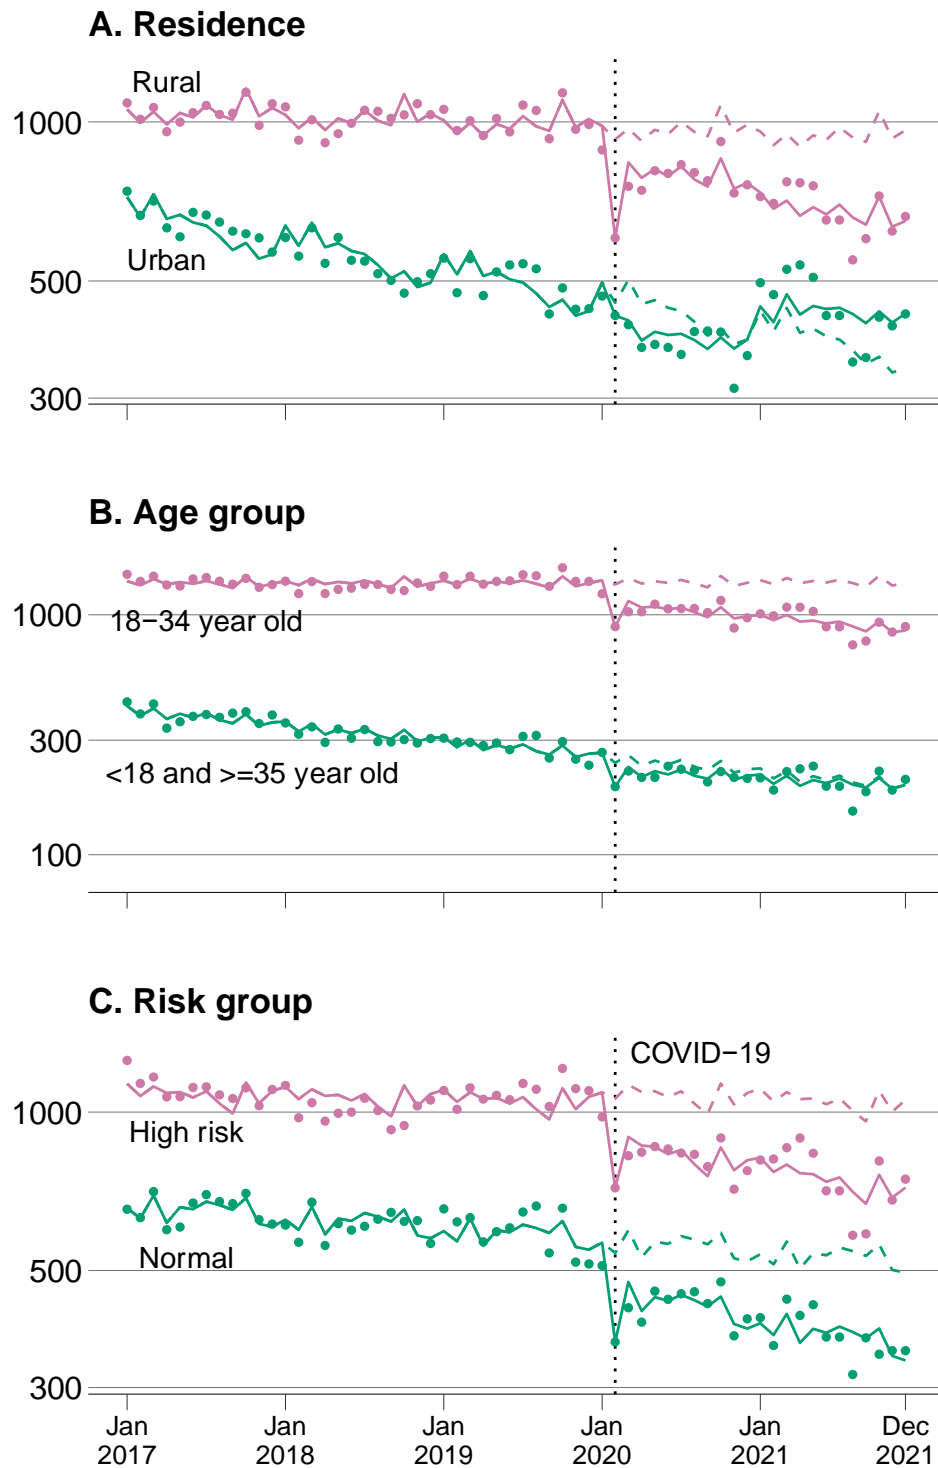 A. Residence
Rural
1000
Urban
500
300
B. Age group
1000
18−34 year old
300
<18 and >=35 year old
100
C. Risk group
COVID−19
1000
High risk
Normal
500
300
Jan Jan Jan Jan Jan Dec
2017 2018 2019 2020 2021 2021